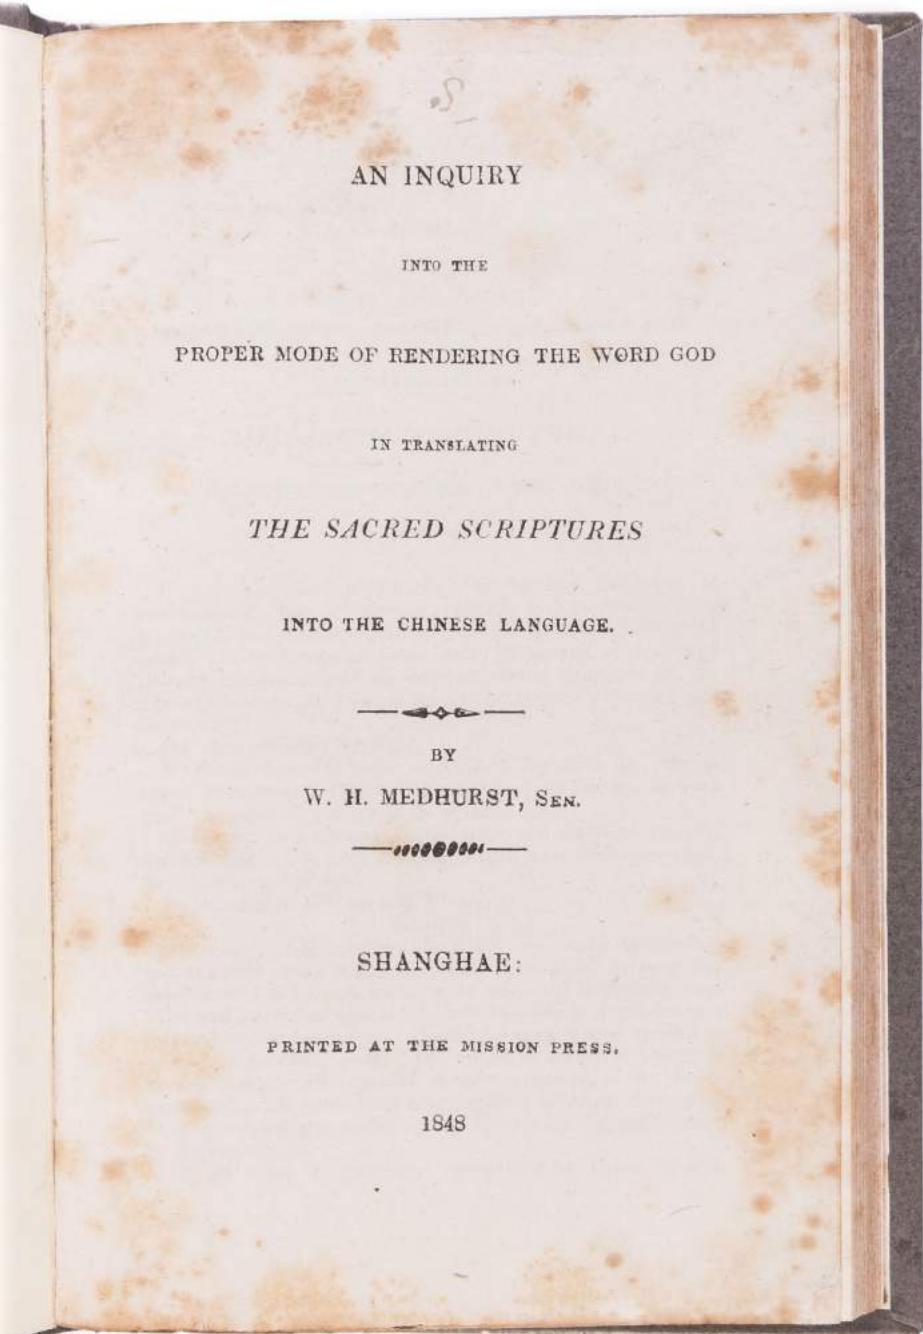 AN INQUIRY
INTO THE
PROPER MODE OF RENDERING THE WORD GOD
IN TRANSLATING
THE SACRED SCRIPTURES
INTO THE CHINESE LANGUAGE.
BY
W. H. MEDHURST, SEN.
SHANGHAE:
PRINTED AT THE MISSION PRESS.
1848